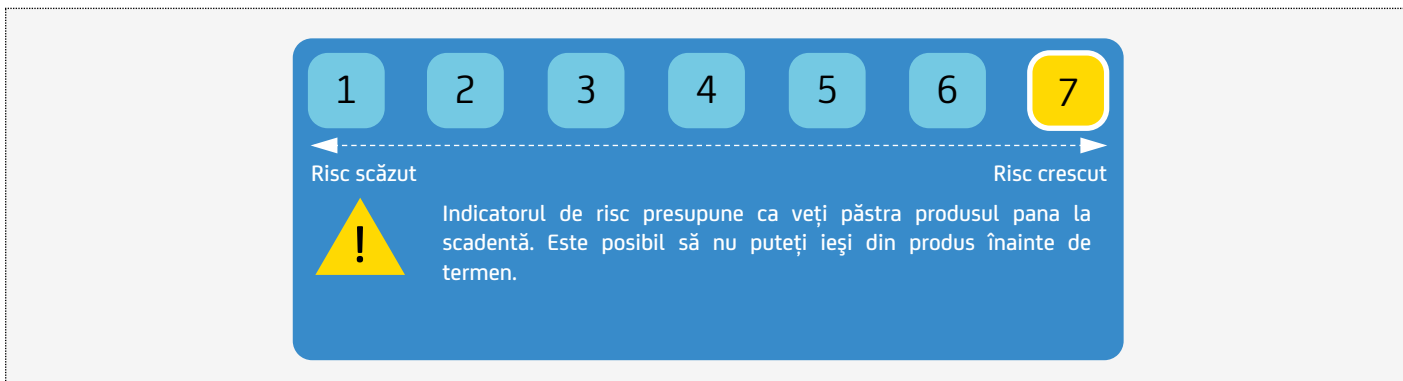 1 2 3 4 5 6 7
Risc scăzut Risc crescut
!
Indicatorul de risc presupune ca veți păstra produsul pana la
scadentă. Este posibil să nu puteți ieşi din produs înainte de
termen.